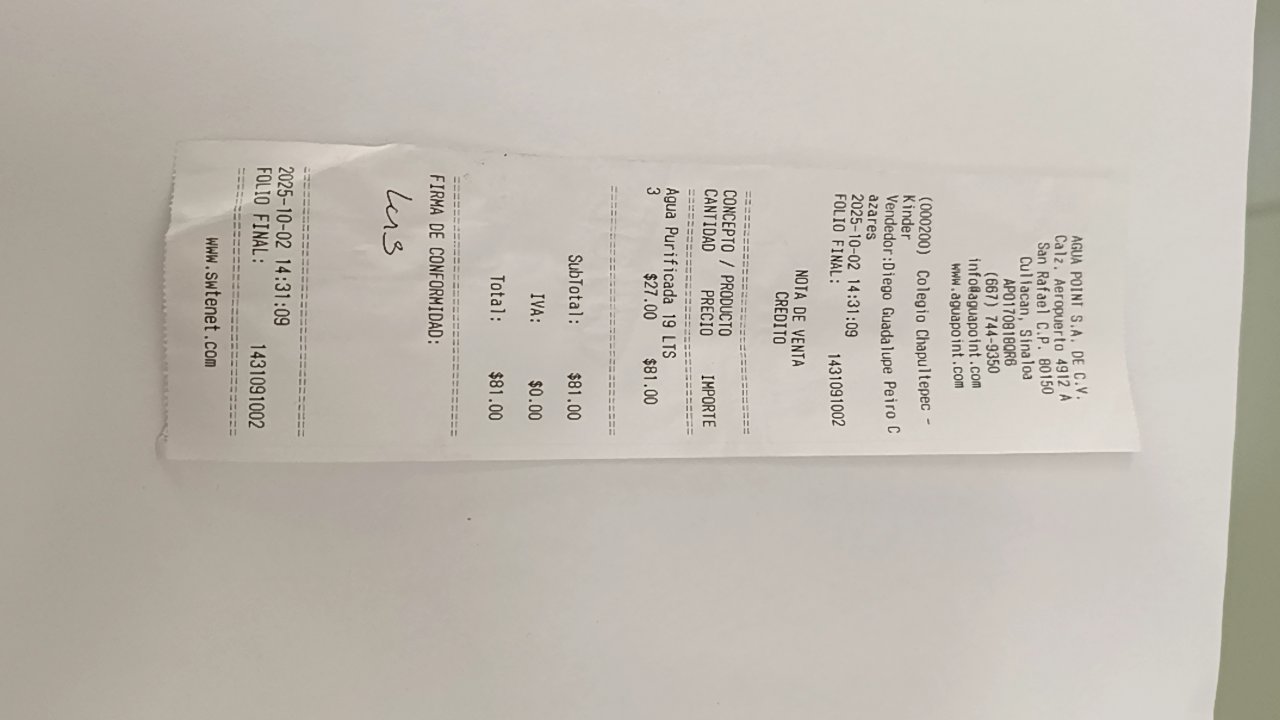 AGUA POINT S.A. DE C.V.
Calz. Aeropuerto 4912 A
San Rafael C.P. 80150
Culiacan, Sinaloa
APO170818QR6
(667) 744-9350
info@aguapoint.com
www.aguapoint.com
(000200) Colegio Chapultepec -
Kinder
Vendedor:Diego Guadalupe Peiro C
azares
2025-10-02 14:31:09
FOLIO FINAL: 1431091002
NOTA DE VENTA
CREDITO
CONCEPTO / PRODUCTO
CANTIDAD PRECIO IMPORTE
Agua Purificada 19 LTS
3 $27.00 $81.00
SubTotal: $81.00
IVA: $0.00
Total: $81.00
FIRMA DE CONFORMIDAD:
2025-10-02 14:31:09
FOLIO FINAL: 1431091002
www.swtenet.com